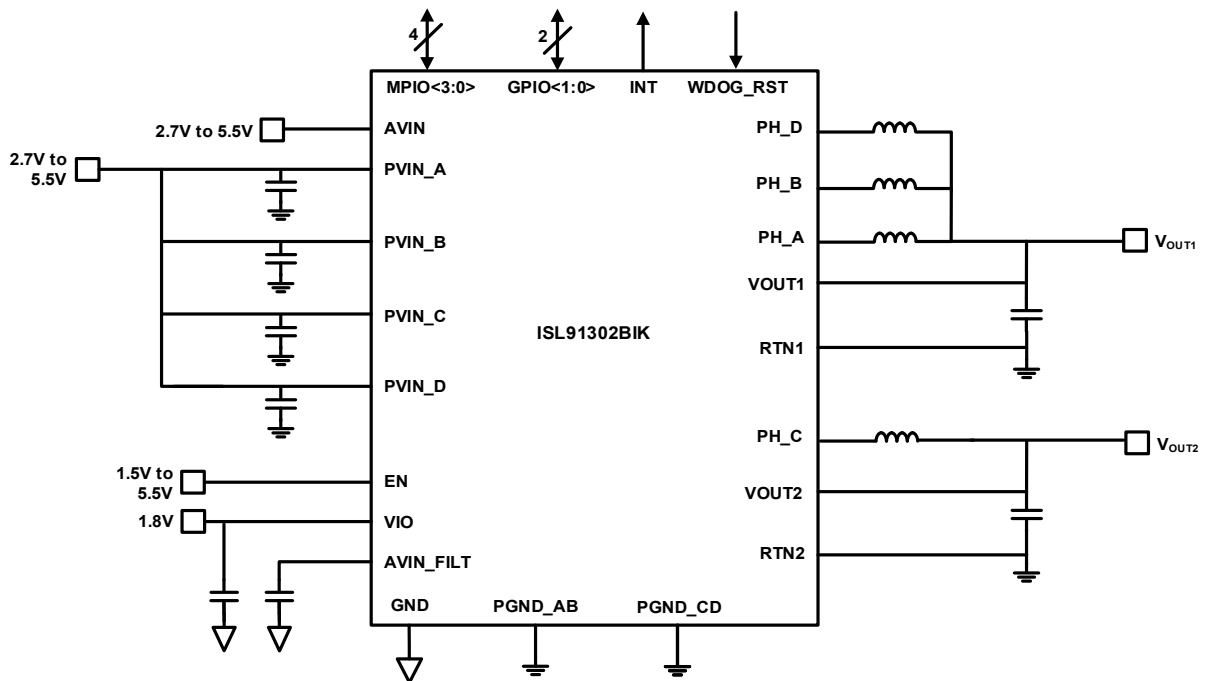 4
2
MPIO<3:0>
GPIO<1:0>
INT
WDOG_RST
2.7V to 5.5V
AVIN
2.7V to
5.5V
PVIN_A
PVIN_B
PVIN_C
PVIN_D
1.5V to
5.5V
EN
1.8V
VIO
AVIN_FILT
GND
PGND_AB
PGND_CD
ISL91302BIK
PH_D
PH_B
PH_A
VOUT1
RTN1
PH_C
VOUT2
RTN2
VOUT1
VOUT2